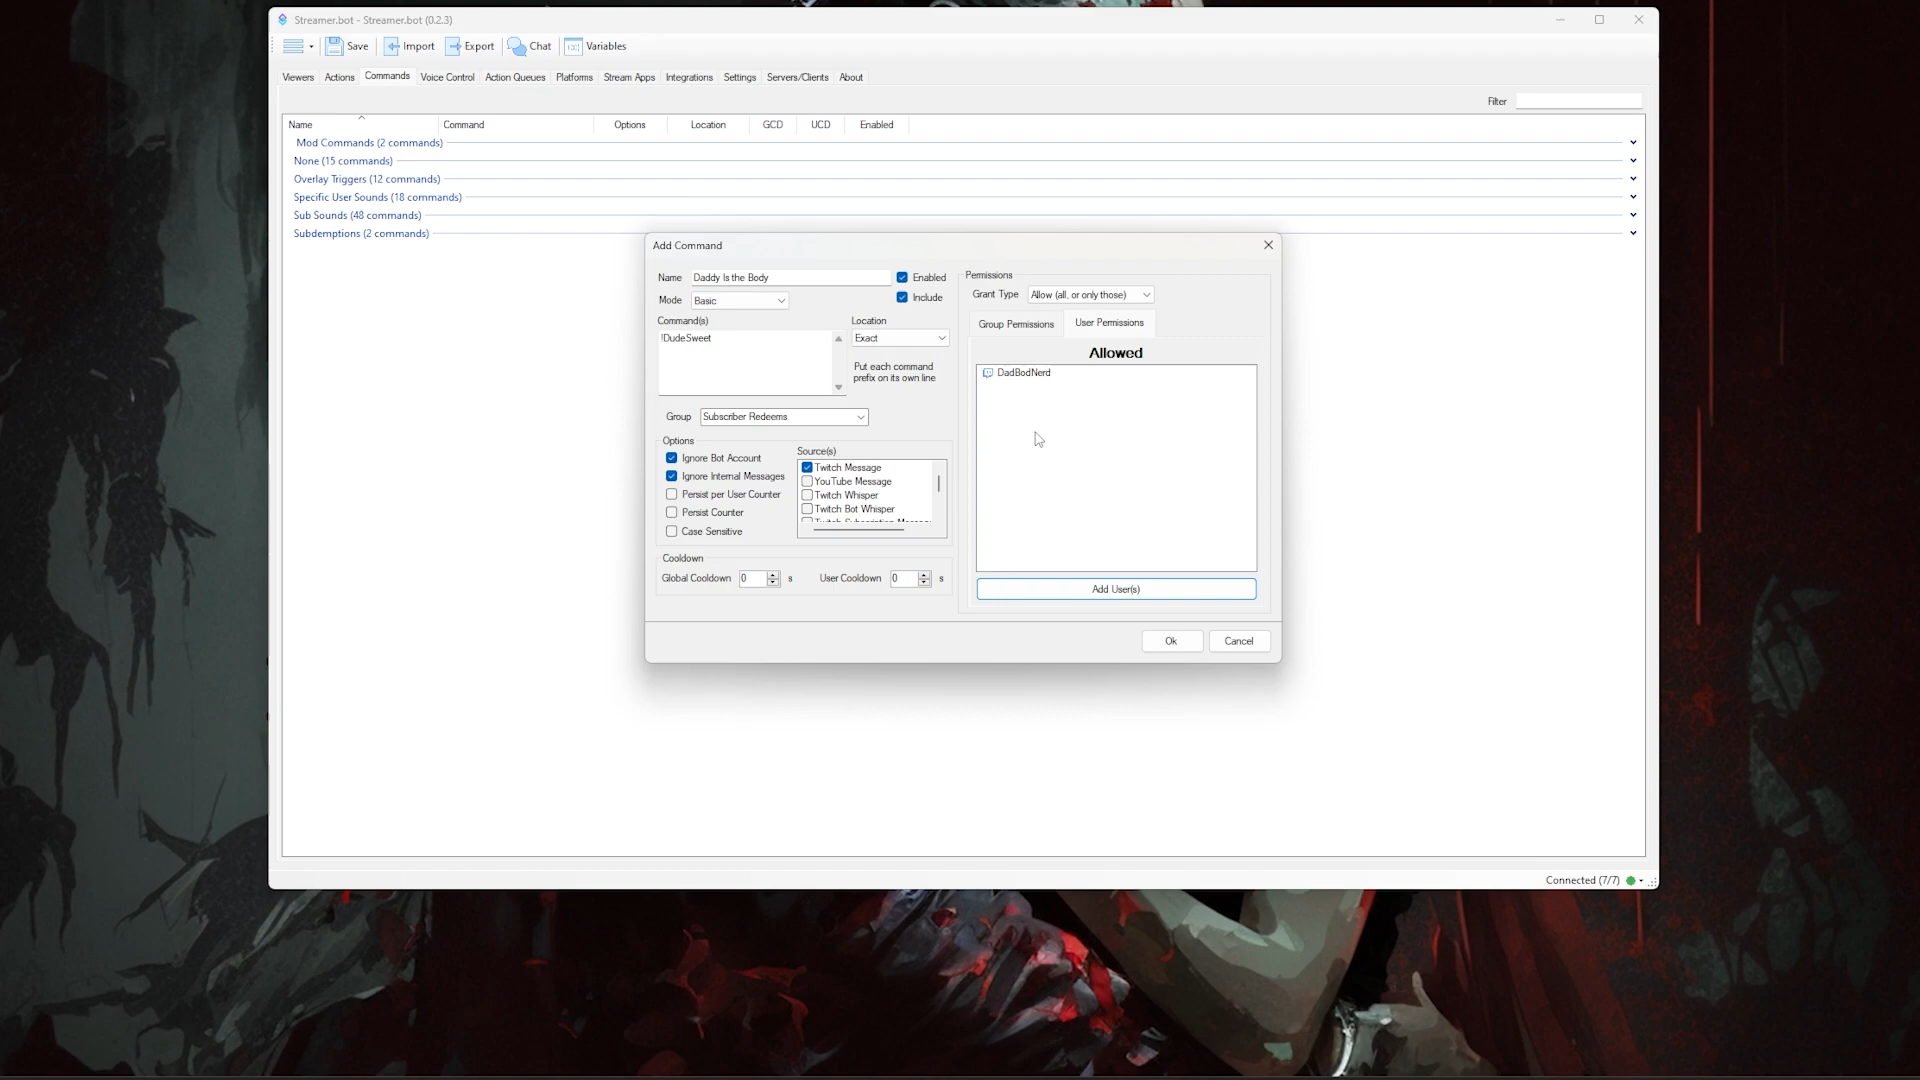 Streamer.bot - Streamer.bot (0.2.3)
Save Import Export Chat Variables
Viewers Actions Commands Voice Control Action Queues Platforms Stream Apps Integrations Settings Servers/Clients About
Filter
Name Command Options Location GCD UCD Enabled
Mod Commands (2 commands)
None (15 commands)
Overlay Triggers (12 commands)
Specific User Sounds (18 commands)
Sub Sounds (48 commands)
Subdemptions (2 commands)
Add Command
Name Daddy Is the Body Enabled
Mode Basic Include
Command(s)
!DudeSweet
Location
Exact
Put each command
prefix on its own line
Group Subscriber Redeems
Options
Ignore Bot Account
Ignore Internal Messages
Persist per User Counter
Persist Counter
Case Sensitive
Source(s)
Twitch Message
YouTube Message
Twitch Whisper
Twitch Bot Whisper
Cooldown
Global Cooldown 0 s User Cooldown 0 s
Permissions
Grant Type Allow (all, or only those)
Group Permissions User Permissions
Allowed
DadBodNerd
Add User(s)
Ok Cancel
Connected (7/7)